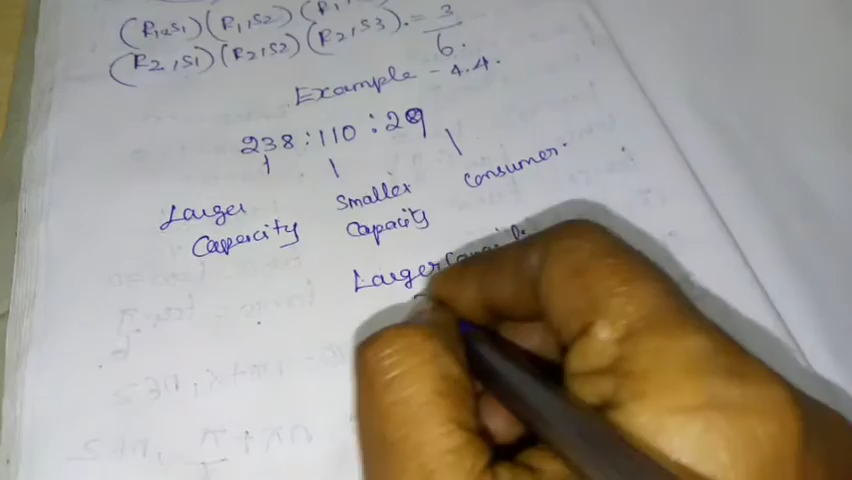 (R1,S1) (R1,S2) (R1,
(R2,S1) (R2,S2) (R2,S3). = 3/6.
Example - 4.4.
238 : 110 : 29
Larger Smaller consumer.
Capacity Capacity
Larger